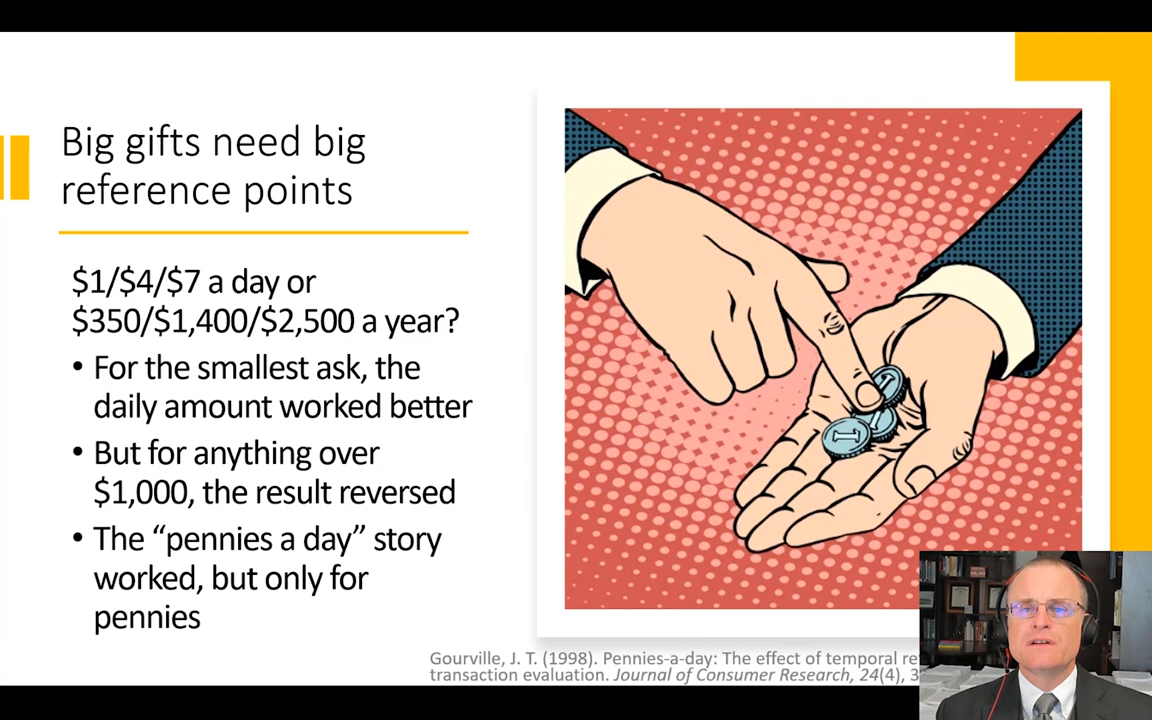 Big gifts need big
reference points
$1/$4/$7 a day or
$350/$1,400/$2,500 a year?
• For the smallest ask, the
daily amount worked better
• But for anything over
$1,000, the result reversed
• The “pennies a day” story
worked, but only for
pennies
Gourville, J. T. (1998). Pennies-a-day: The effect of temporal
transaction evaluation. Journal of Consumer Research, 24(4),
1
1